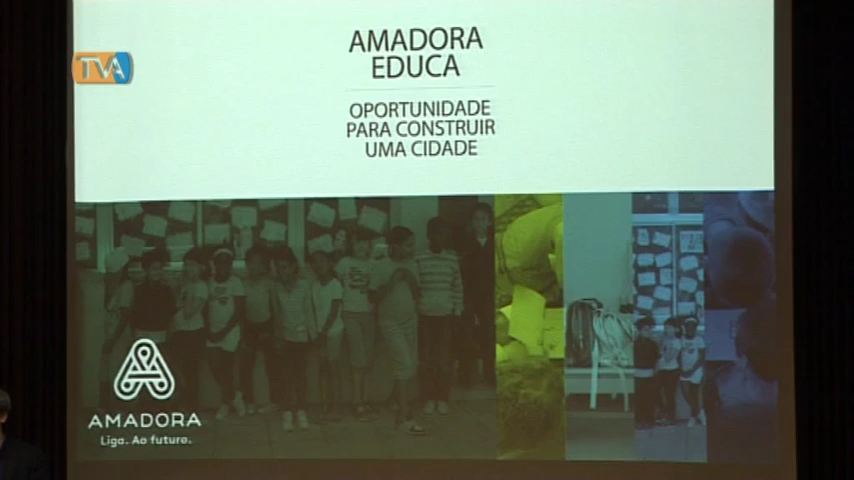 TVA
AMADORA
EDUCA
OPORTUNIDADE
PARA CONSTRUIR
UMA CIDADE
AMADORA
Liga. Ao futuro.